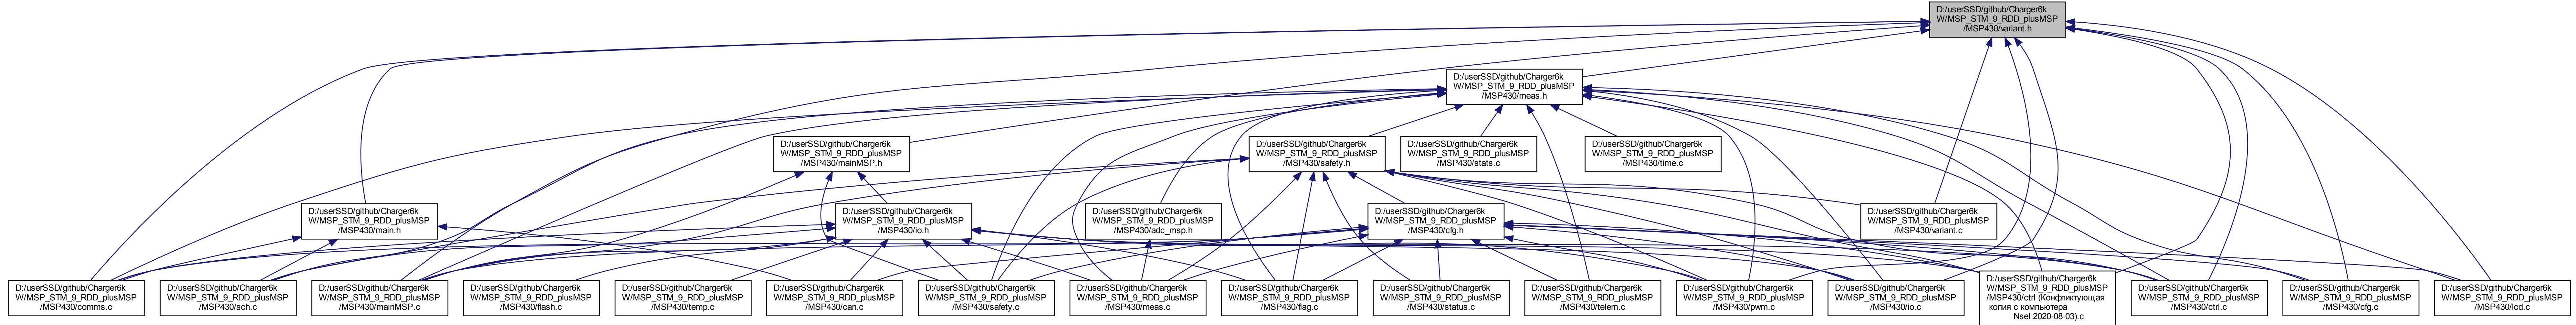 D:/userSSD/github/Charger6k
W/MSP_STM_9_RDD_plusMSP
/MSP430/variant.h
D:/userSSD/github/Charger6k
W/MSP_STM_9_RDD_plusMSP
/MSP430/meas.h
D:/userSSD/github/Charger6k
W/MSP_STM_9_RDD_plusMSP
/MSP430/mainMSP.h
D:/userSSD/github/Charger6k
W/MSP_STM_9_RDD_plusMSP
/MSP430/safety.h
D:/userSSD/github/Charger6k
W/MSP_STM_9_RDD_plusMSP
/MSP430/stats.c
D:/userSSD/github/Charger6k
W/MSP_STM_9_RDD_plusMSP
/MSP430/time.c
D:/userSSD/github/Charger6k
W/MSP_STM_9_RDD_plusMSP
/MSP430/main.h
D:/userSSD/github/Charger6k
W/MSP_STM_9_RDD_plusMSP
/MSP430/io.h
D:/userSSD/github/Charger6k
W/MSP_STM_9_RDD_plusMSP
/MSP430/adc_msp.h
D:/userSSD/github/Charger6k
W/MSP_STM_9_RDD_plusMSP
/MSP430/cfg.h
D:/userSSD/github/Charger6k
W/MSP_STM_9_RDD_plusMSP
/MSP430/variant.c
D:/userSSD/github/Charger6k
W/MSP_STM_9_RDD_plusMSP
/MSP430/comms.c
D:/userSSD/github/Charger6k
W/MSP_STM_9_RDD_plusMSP
/MSP430/sch.c
D:/userSSD/github/Charger6k
W/MSP_STM_9_RDD_plusMSP
/MSP430/mainMSP.c
D:/userSSD/github/Charger6k
W/MSP_STM_9_RDD_plusMSP
/MSP430/flash.c
D:/userSSD/github/Charger6k
W/MSP_STM_9_RDD_plusMSP
/MSP430/temp.c
D:/userSSD/github/Charger6k
W/MSP_STM_9_RDD_plusMSP
/MSP430/can.c
D:/userSSD/github/Charger6k
W/MSP_STM_9_RDD_plusMSP
/MSP430/safety.c
D:/userSSD/github/Charger6k
W/MSP_STM_9_RDD_plusMSP
/MSP430/meas.c
D:/userSSD/github/Charger6k
W/MSP_STM_9_RDD_plusMSP
/MSP430/flag.c
D:/userSSD/github/Charger6k
W/MSP_STM_9_RDD_plusMSP
/MSP430/status.c
D:/userSSD/github/Charger6k
W/MSP_STM_9_RDD_plusMSP
/MSP430/telem.c
D:/userSSD/github/Charger6k
W/MSP_STM_9_RDD_plusMSP
/MSP430/pwm.c
D:/userSSD/github/Charger6k
W/MSP_STM_9_RDD_plusMSP
/MSP430/io.c
D:/userSSD/github/Charger6k
W/MSP_STM_9_RDD_plusMSP
/MSP430/ctrl (Конфликтующая
копия с компьютера
Nsel 2020-08-03).c
D:/userSSD/github/Charger6k
W/MSP_STM_9_RDD_plusMSP
/MSP430/ctrl.c
D:/userSSD/github/Charger6k
W/MSP_STM_9_RDD_plusMSP
/MSP430/cfg.c
D:/userSSD/github/Charger6k
W/MSP_STM_9_RDD_plusMSP
/MSP430/lcd.c